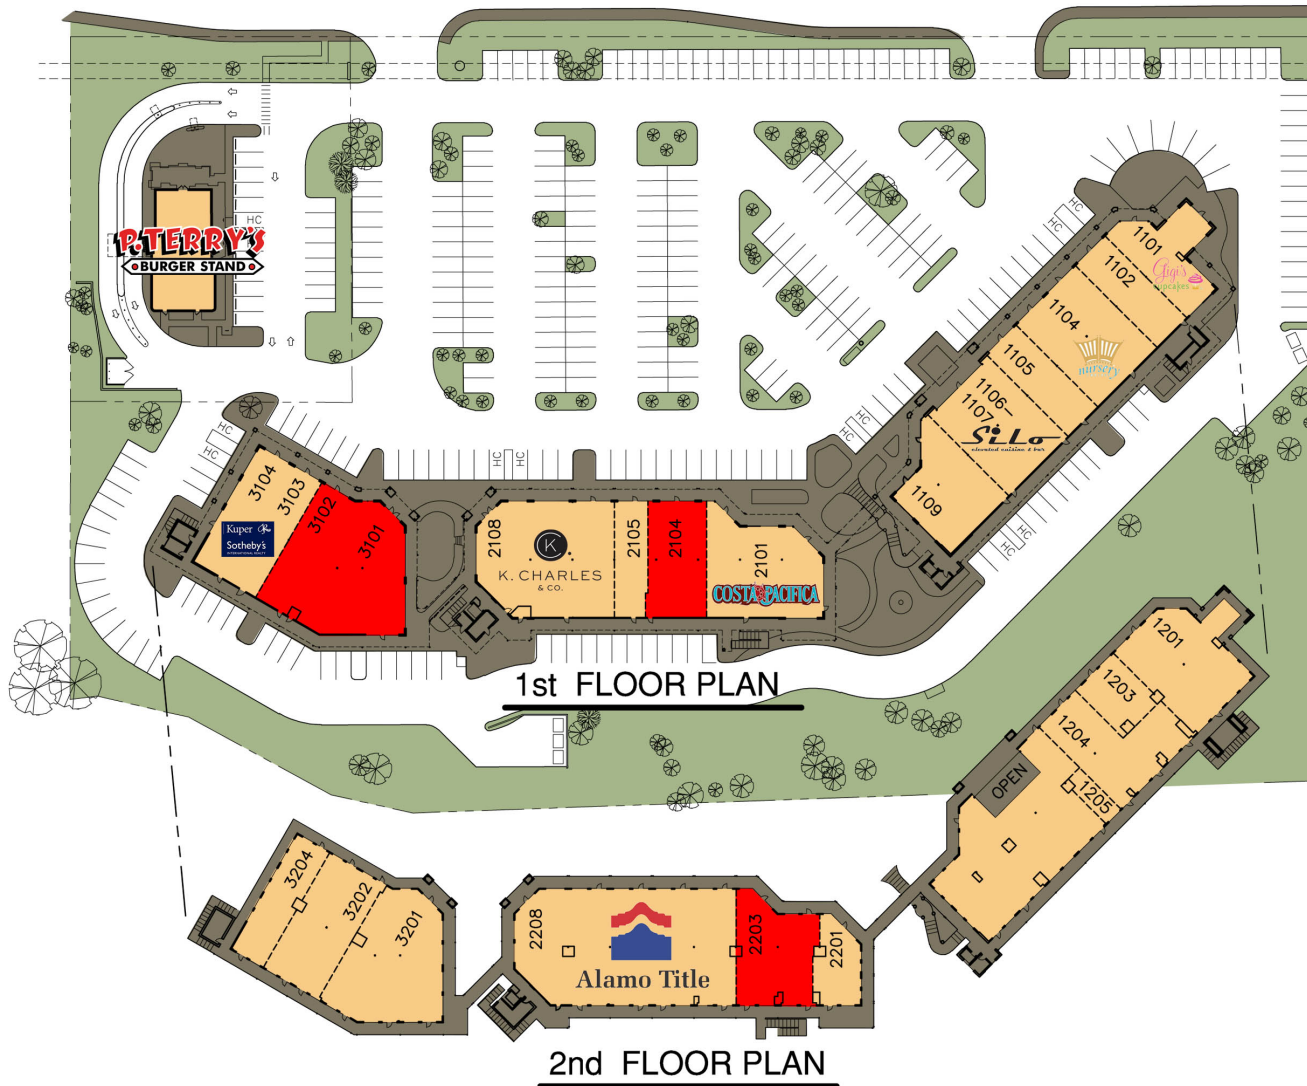 HC
P. TERRY'S
BURGER STAND
HC
1101
Gigi's
cupcakes
1102
1104
nursery
1105
1106-
1107
SiLo
elevated cuisine & bar
1109
HC
HC
HC
HC
HC
HC
HC
HC
3104
3103
3102
3101
Kuper
Sotheby's
INTERNATIONAL REALTY
2108
K
K. CHARLES
& CO.
2105
2104
2101
COSTA PACIFICA
1st FLOOR PLAN
1201
1203
1204
OPEN
1205
3204
3202
3201
2208
Alamo Title
2203
2201
2nd FLOOR PLAN